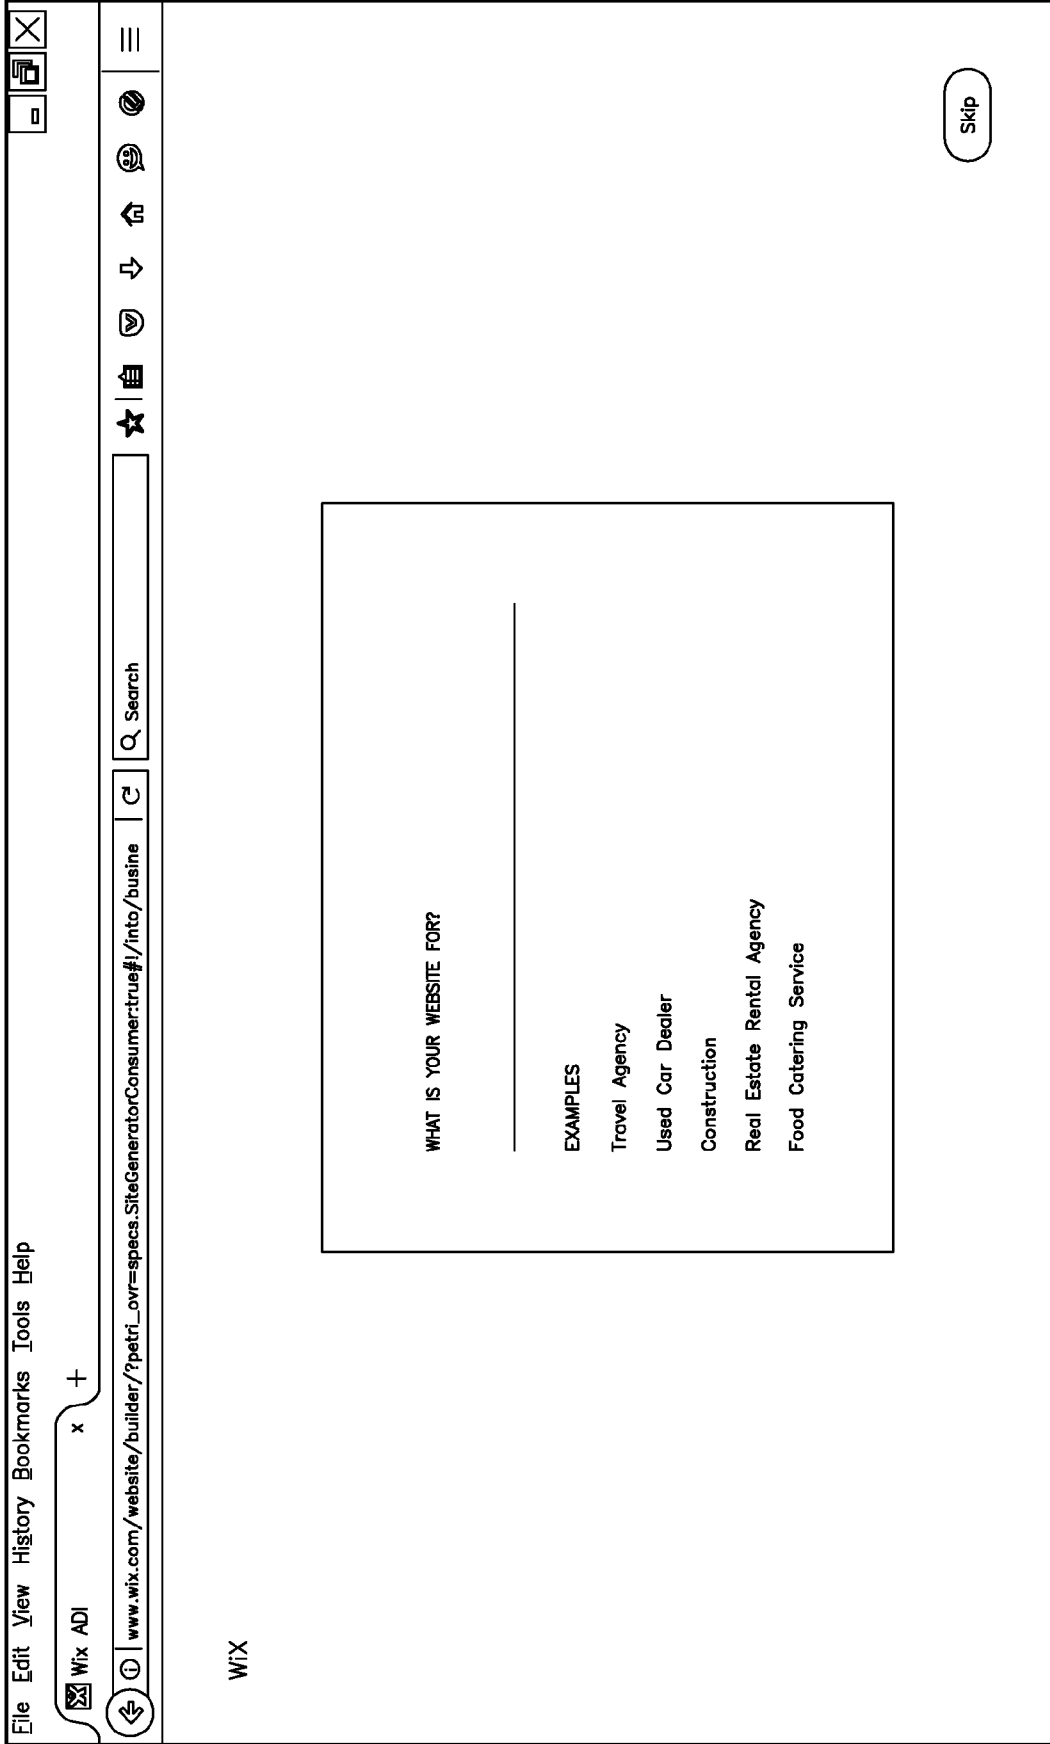 File Edit View History Bookmarks Tools Help
Wix ADI x +
www.wix.com/website/builder/?petri_ovr=specs.SiteGeneratorConsumer:true#!/into/busine
Search
WiX
WHAT IS YOUR WEBSITE FOR?
EXAMPLES
Travel Agency
Used Car Dealer
Construction
Real Estate Rental Agency
Food Catering Service
Skip